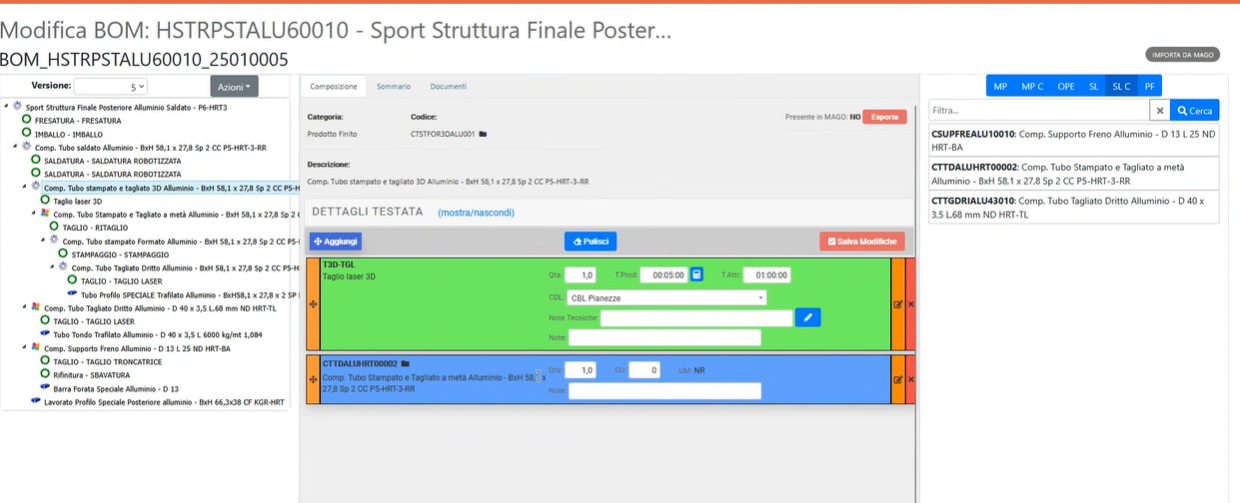 Modifica BOM: HSTRPSTALU60010 - Sport Struttura Finale Poster...
BOM_HSTRPSTALU60010_25010005
IMPORTA DA MAGO
Versione:
5
Azioni
Sport Struttura Finale Posteriore Alluminio Saldato - P6-HRT3
FRESATURA - FRESATURA
IMBALLO - IMBALLO
Comp. Tubo saldato Alluminio - BxH 58,1 x 27,8 Sp 2 CC P5-HRT-3-RR
SALDATURA - SALDATURA ROBOTIZZATA
SALDATURA - SALDATURA ROBOTIZZATA
Comp. Tubo stampato e tagliato 3D Alluminio - BxH 58,1 x 27,8 Sp 2 CC P5-H
Taglio laser 3D
Comp. Tubo Stampato e Tagliato a metà Alluminio - BxH 58,1 x 27,8 Sp 2 (
TAGLIO - RITAGLIO
Comp. Tubo stampato Formato Alluminio - BxH 58,1 x 27,8 Sp 2 CC P5-
STAMPAGGIO - STAMPAGGIO
Comp. Tubo Tagliato Dritto Alluminio - BxH 58,1 x 27,8 Sp 2 CC P5-H
TAGLIO - TAGLIO LASER
Tubo Profilo SPECIALE Trafilato Alluminio - BxH58,1 x 27,8 x 2 SP
Comp. Tubo Tagliato Dritto Alluminio - D 40 x 3,5 L.68 mm ND HRT-TL
TAGLIO - TAGLIO LASER
Tubo Tondo Trafilato Alluminio - D 40 x 3,5 L 6000 kg/mt 1,084
Comp. Supporto Freno Alluminio - D 13 L 25 ND HRT-BA
TAGLIO - TAGLIO TRONCATRICE
Rifinitura - SBAVATURA
Barra Forata Speciale Alluminio - D 13
Lavorato Profilo Speciale Posteriore alluminio - BxH 66,3x38 CF KGR-HRT
Composizione
Sommario
Documenti
Categoria:
Codice:
Presente in MAGO: NO
Esporta
Prodotto Finito
CTSTFOR3DALU001
Descrizione:
Comp. Tubo stampato e tagliato 3D Alluminio - BxH 58,1 x 27,8 Sp 2 CC P5-HRT-3-RR
DETTAGLI TESTATA (mostra/nascondi)
Aggiungi
Pulisci
Salva Modifiche
T3D-TGL
Taglio laser 3D
Qta: 1,0
T.Prod: 00:05:00
T.Attr: 01:00:00
CDL: CBL Pianezze
Note Tecniche:
Note:
CTTDALUHRT00002
Comp. Tubo Stampato e Tagliato a metà Alluminio - BxH 58,1 x
27,8 Sp 2 CC P5-HRT-3-RR
Qta: 1,0
0
UM: NR
Note:
MP
MP C
OPE
SL
SL C
PF
Filtra...
✕
Cerca
CSUPFREALU10010: Comp. Supporto Freno Alluminio - D 13 L 25 ND
HRT-BA
CTTDALUHRT00002: Comp. Tubo Stampato e Tagliato a metà
Alluminio - BxH 58,1 x 27,8 Sp 2 CC P5-HRT-3-RR
CTTGDRIALU43010: Comp. Tubo Tagliato Dritto Alluminio - D 40 x
3,5 L.68 mm ND HRT-TL